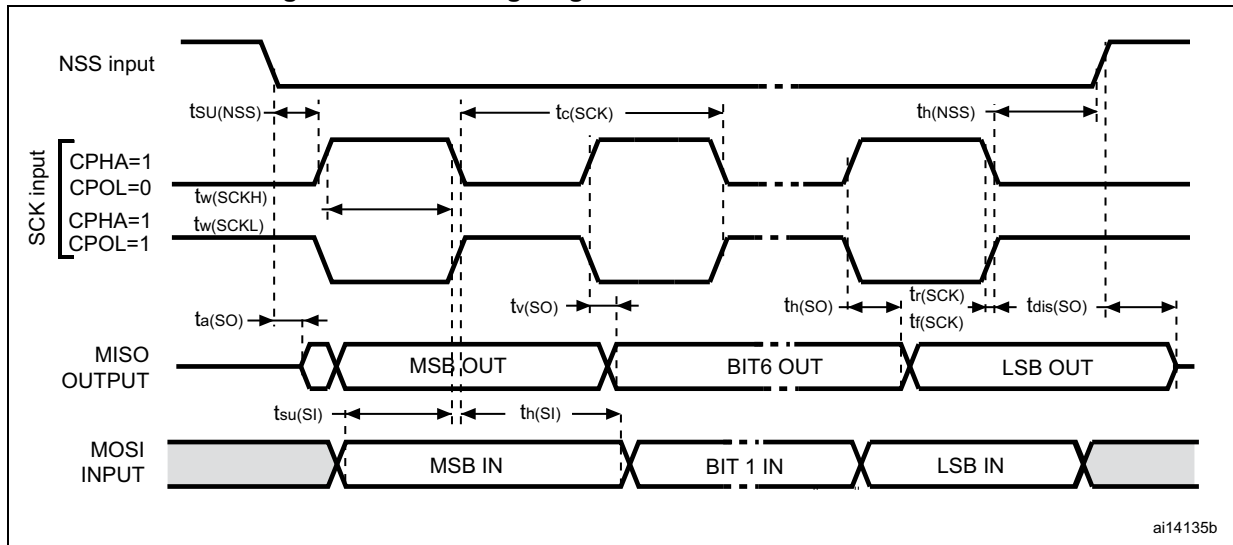 NSS input
tSU(NSS)
tc(SCK)
th(NSS)
SCK input
CPHA=1
CPOL=0
tw(SCKH)
CPHA=1
tw(SCKL)
CPOL=1
ta(SO)
tv(SO)
th(SO)
tr(SCK)
tf(SCK)
tdis(SO)
MISO
OUTPUT
MSB OUT
BIT6 OUT
LSB OUT
tsu(SI)
th(SI)
MOSI
INPUT
MSB IN
BIT 1 IN
LSB IN
ai14135b